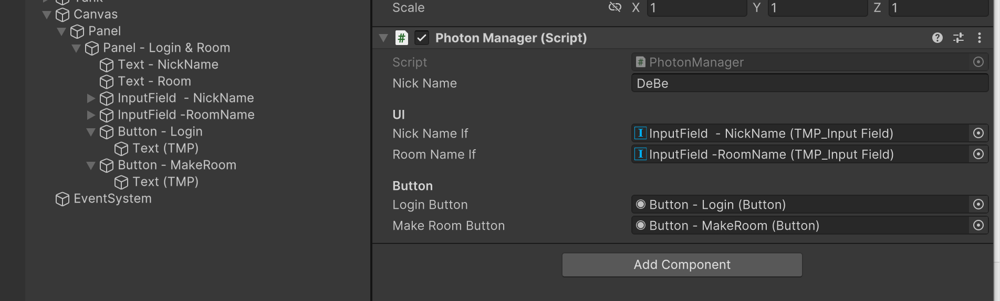 Tank
Canvas
Panel
Panel - Login & Room
Text - NickName
Text - Room
InputField  - NickName
InputField -RoomName
Button - Login
Text (TMP)
Button - MakeRoom
Text (TMP)
EventSystem
Scale X 1 Y 1 Z 1
# Photon Manager (Script)
Script # PhotonManager
Nick Name DeBe
UI
Nick Name If InputField  - NickName (TMP_Input Field)
Room Name If InputField -RoomName (TMP_Input Field)
Button
Login Button Button - Login (Button)
Make Room Button Button - MakeRoom (Button)
Add Component